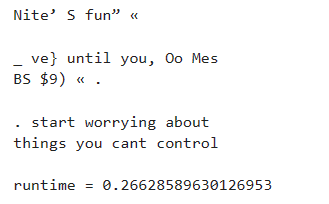 Nite’ S fun” «
_ ve} until you, Oo Mes
BS $9) « .
. start worrying about
things you cant control
runtime = 0.26628589630126953